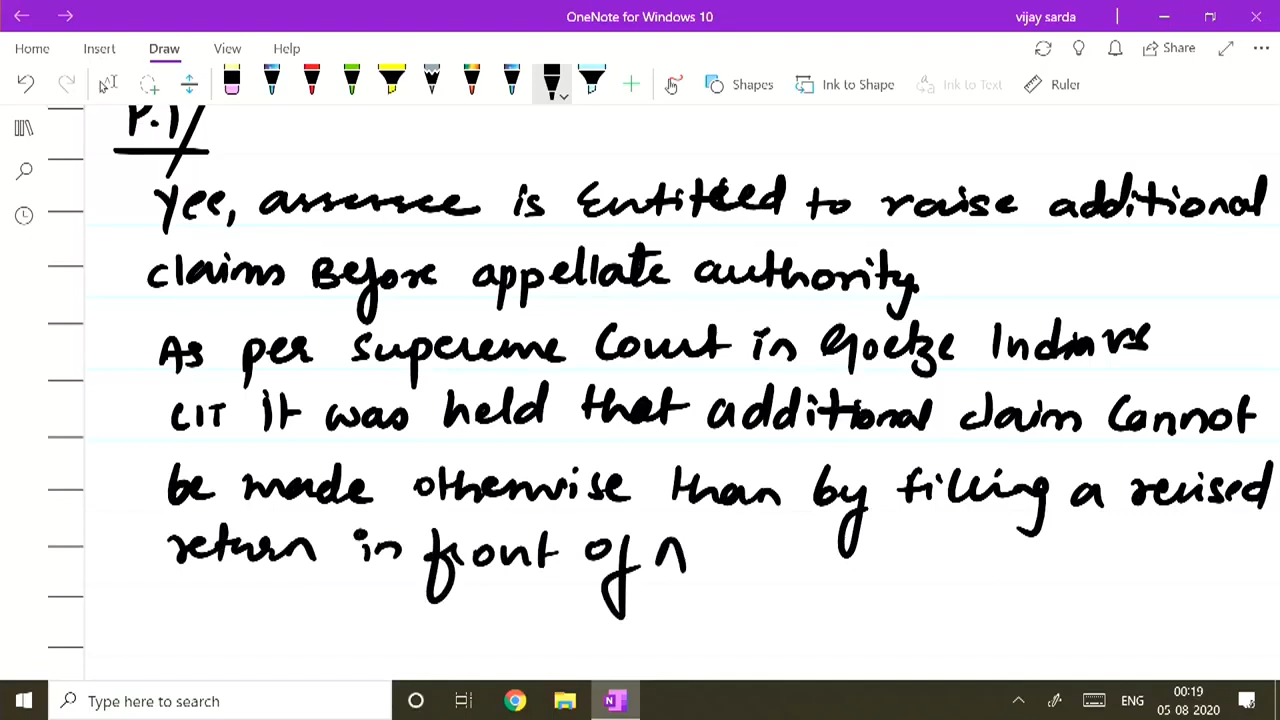 OneNote for Windows 10
vijay sarda
Home Insert Draw View Help
Share
Shapes Ink to Shape Ink to Text Ruler
P.1/
Yes, assessee is Entitled to raise additional
claims Before appellate authority.
As per supereme Court in Goetze India vs
CIT it was held that additional claim cannot
be made otherwise than by filling a revised
return in front of A
Type here to search
ENG
00:19
05-08-2020